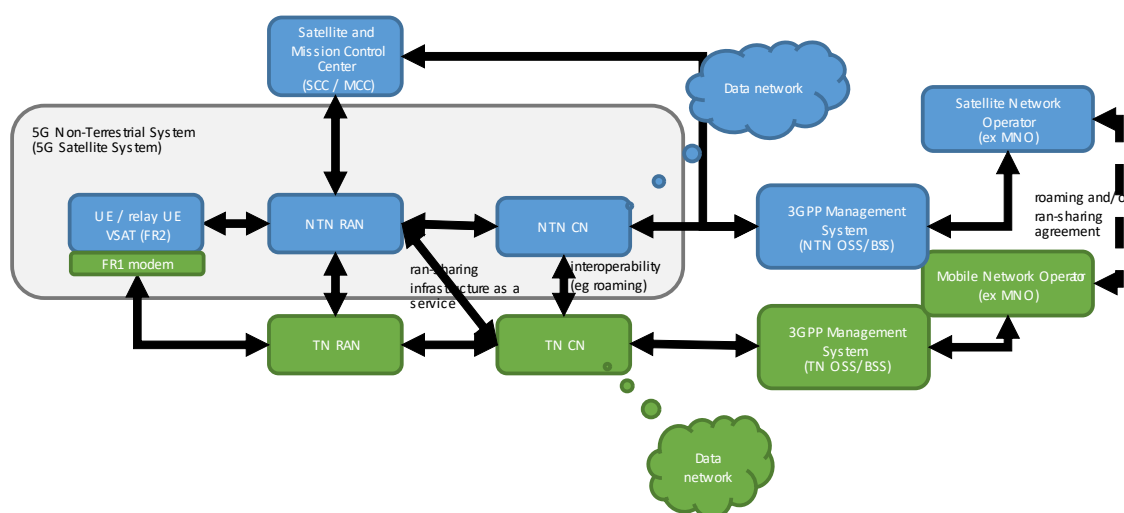 Satellite and
Mission Control
Center
(SCC / MCC)
Data network
Satellite Network
Operator
(ex MNO)
5G Non-Terrestrial System
(5G Satellite System)
UE / relay UE
VSAT (FR2)
FR1 modem
NTN RAN
NTN CN
3GPP Management
System
(NTN OSS/BSS)
roaming and/o
ran-sharing
agreement
ran-sharing
infrastructure as a
service
interoperability
(eg roaming)
Mobile Network Operator
(ex MNO)
TN RAN
TN CN
3GPP Management
System
(TN OSS/BSS)
Data
network